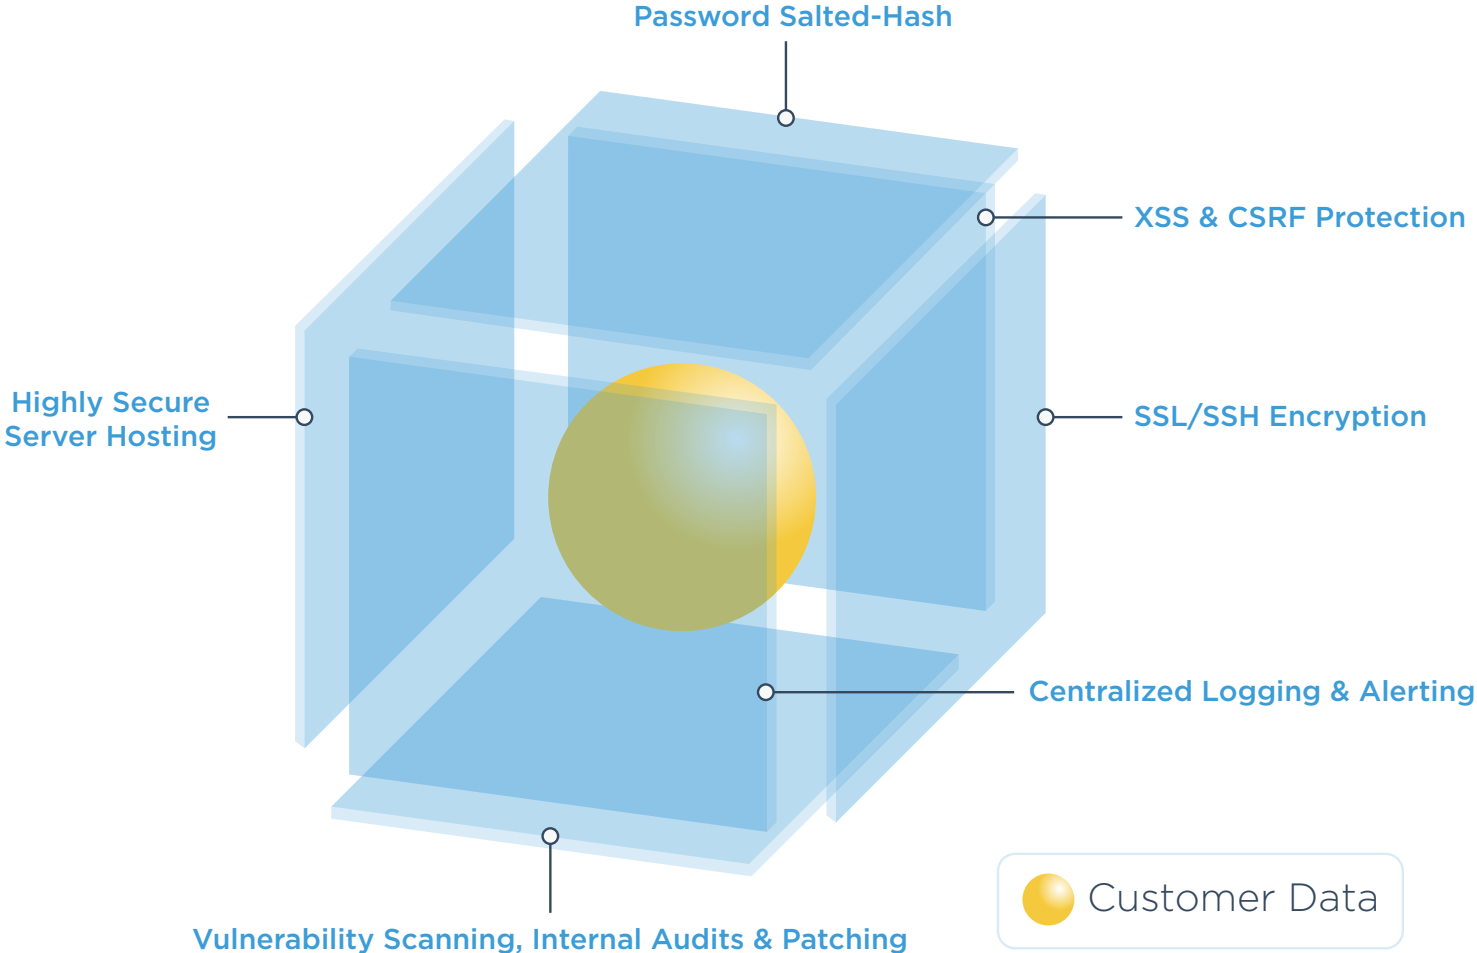 Password Salted-Hash
XSS & CSRF Protection
Highly Secure
Server Hosting
SSL/SSH Encryption
Centralized Logging & Alerting
Customer Data
Vulnerability Scanning, Internal Audits & Patching